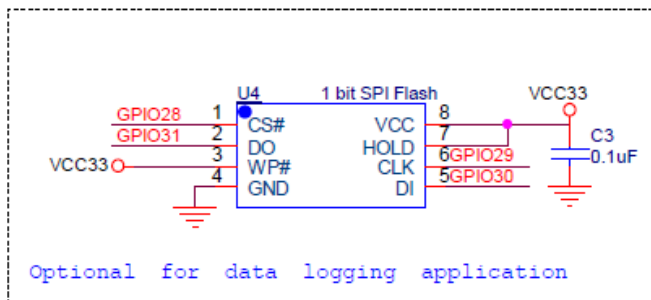 U4 1 bit SPI Flash VCC33
GPIO28 1 CS# VCC 8
GPIO31 2 DO HOLD 7 C3
VCC33 3 WP# CLK 6 GPIO29 0.1uF
4 GND DI 5 GPIO30
Optional for data logging application